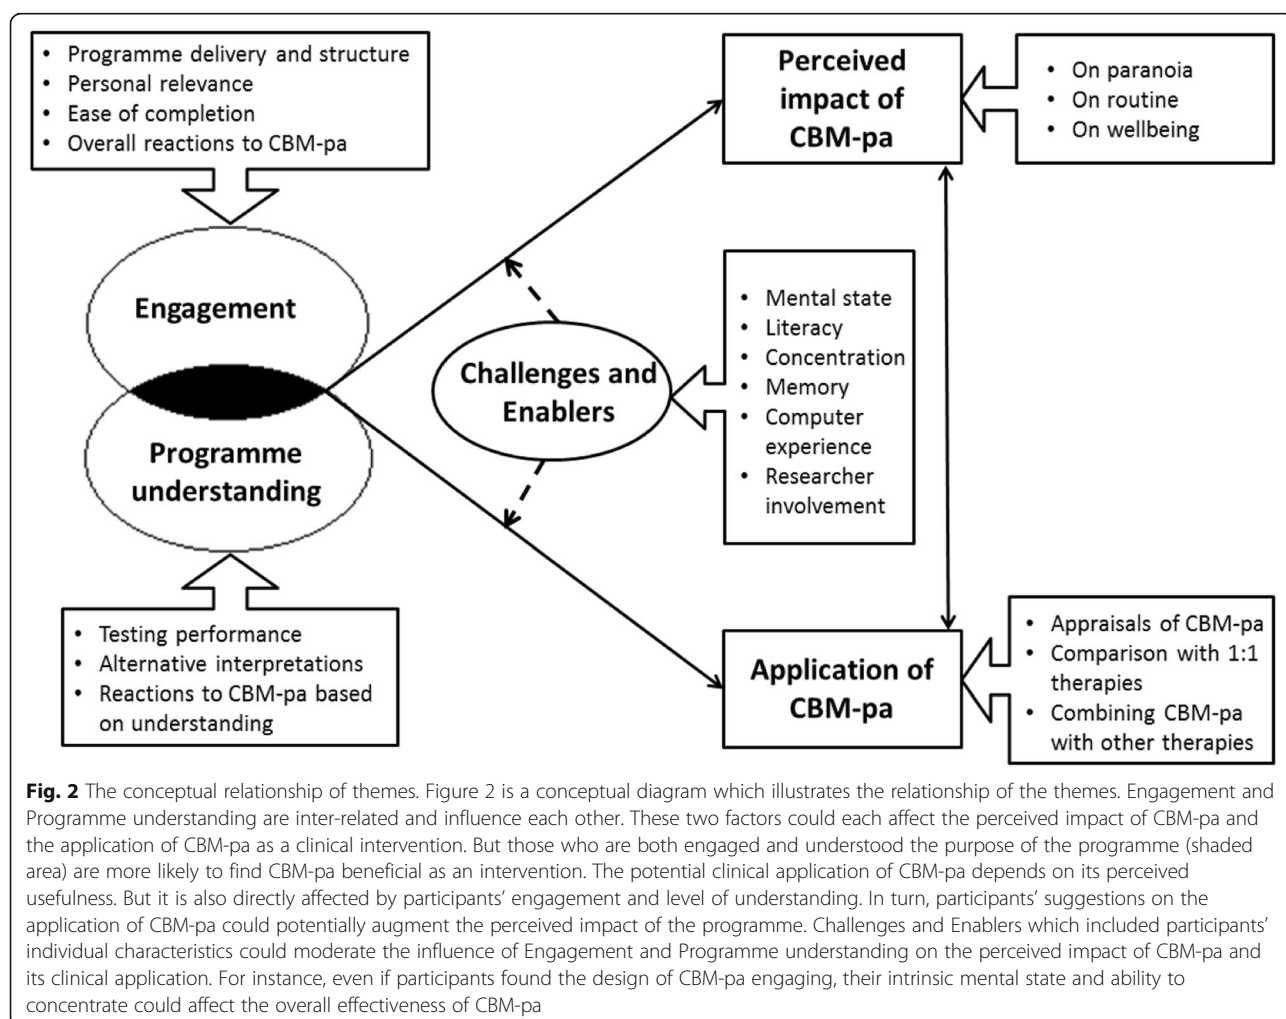 • Programme delivery and structure
• Personal relevance
• Ease of completion
• Overall reactions to CBM-pa
Perceived
impact of
CBM-pa
• On paranoia
• On routine
• On wellbeing
Engagement
Programme
understanding
Challenges and
Enablers
• Mental state
• Literacy
• Concentration
• Memory
• Computer
experience
• Researcher
involvement
• Testing performance
• Alternative interpretations
• Reactions to CBM-pa based
on understanding
Application of
CBM-pa
• Appraisals of CBM-pa
• Comparison with 1:1
therapies
• Combining CBM-pa
with other therapies
Fig. 2 The conceptual relationship of themes. Figure 2 is a conceptual diagram which illustrates the relationship of the themes. Engagement and
Programme understanding are inter-related and influence each other. These two factors could each affect the perceived impact of CBM-pa and
the application of CBM-pa as a clinical intervention. But those who are both engaged and understood the purpose of the programme (shaded
area) are more likely to find CBM-pa beneficial as an intervention. The potential clinical application of CBM-pa depends on its perceived
usefulness. But it is also directly affected by participants’ engagement and level of understanding. In turn, participants’ suggestions on the
application of CBM-pa could potentially augment the perceived impact of the programme. Challenges and Enablers which included participants’
individual characteristics could moderate the influence of Engagement and Programme understanding on the perceived impact of CBM-pa and
its clinical application. For instance, even if participants found the design of CBM-pa engaging, their intrinsic mental state and ability to
concentrate could affect the overall effectiveness of CBM-pa